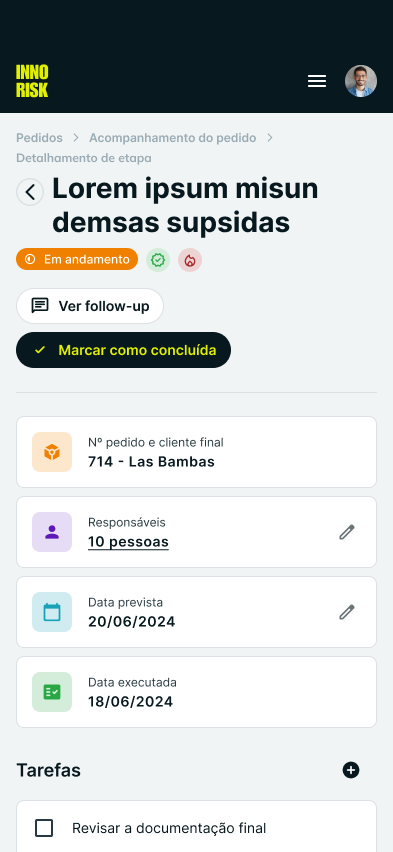 INNO
RISK
Pedidos > Acompanhamento do pedido >
Detalhamento de etapa
Lorem ipsum misun
demsas supsidas
Em andamento
Ver follow-up
Marcar como concluída
Nº pedido e cliente final
714 - Las Bambas
Responsáveis
10 pessoas
Data prevista
20/06/2024
Data executada
18/06/2024
Tarefas
Revisar a documentação final